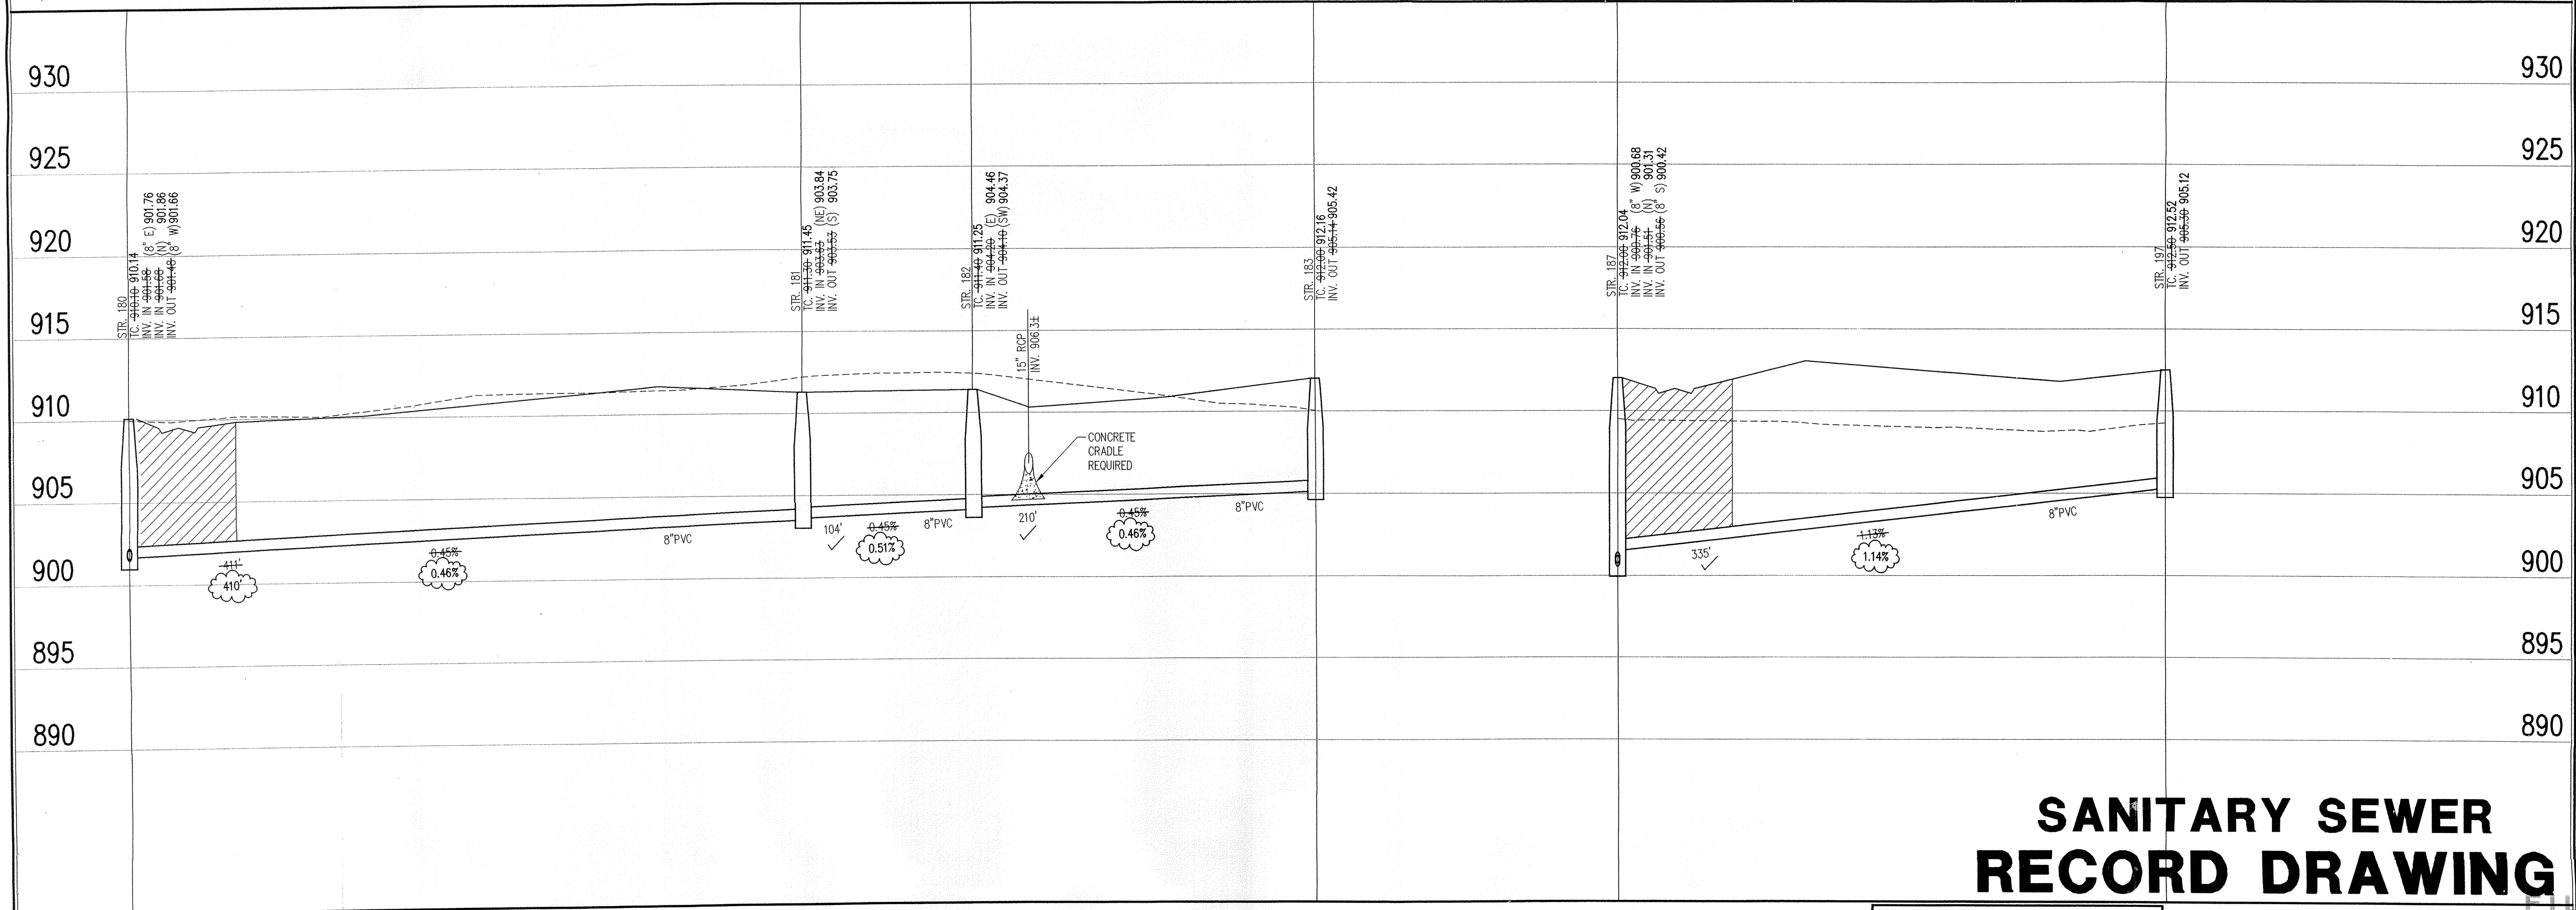 930
925
920
915
910
905
900
895
890
STR. 180
TC. 910.10 910.14
INV. IN 901.58 (8" E) 901.76
INV. IN 901.68 (N) 901.86
INV. OUT 901.48 (8" W) 901.66
STR. 181
TC. 911.30 911.45
INV. IN 903.63 (NE) 903.84
INV. OUT 903.53 (S) 903.75
STR. 182
TC. 911.40 911.25
INV. IN 904.20 (E) 904.46
INV. OUT 904.10 (SW) 904.37
15" RCP
INV. 906.3±
STR. 183
TC. 912.00 912.16
INV. OUT 905.14 905.42
STR. 187
TC. 912.00 912.04
INV. IN 900.76 (8" W) 900.68
INV. IN 901.51 (N) 901.31
INV. OUT 900.56 (8" S) 900.42
STR. 197
TC. 912.50 912.52
INV. OUT 905.30 905.12
930
925
920
915
910
905
900
895
890
CONCRETE
CRADLE
REQUIRED
411'
410'
0.45%
0.46%
8"PVC
104'
0.45%
0.51%
8"PVC
210'
0.45%
0.46%
8"PVC
335'
1.13%
1.14%
8"PVC
SANITARY SEWER
RECORD DRAWING